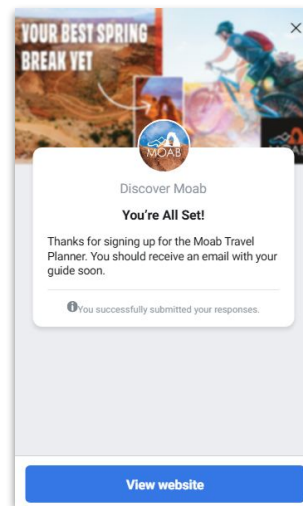 YOUR BEST SPRING
BREAK YET
MOAB
Discover Moab
You're All Set!
Thanks for signing up for the Moab Travel
Planner. You should receive an email with your
guide soon.
You successfully submitted your responses.
View website